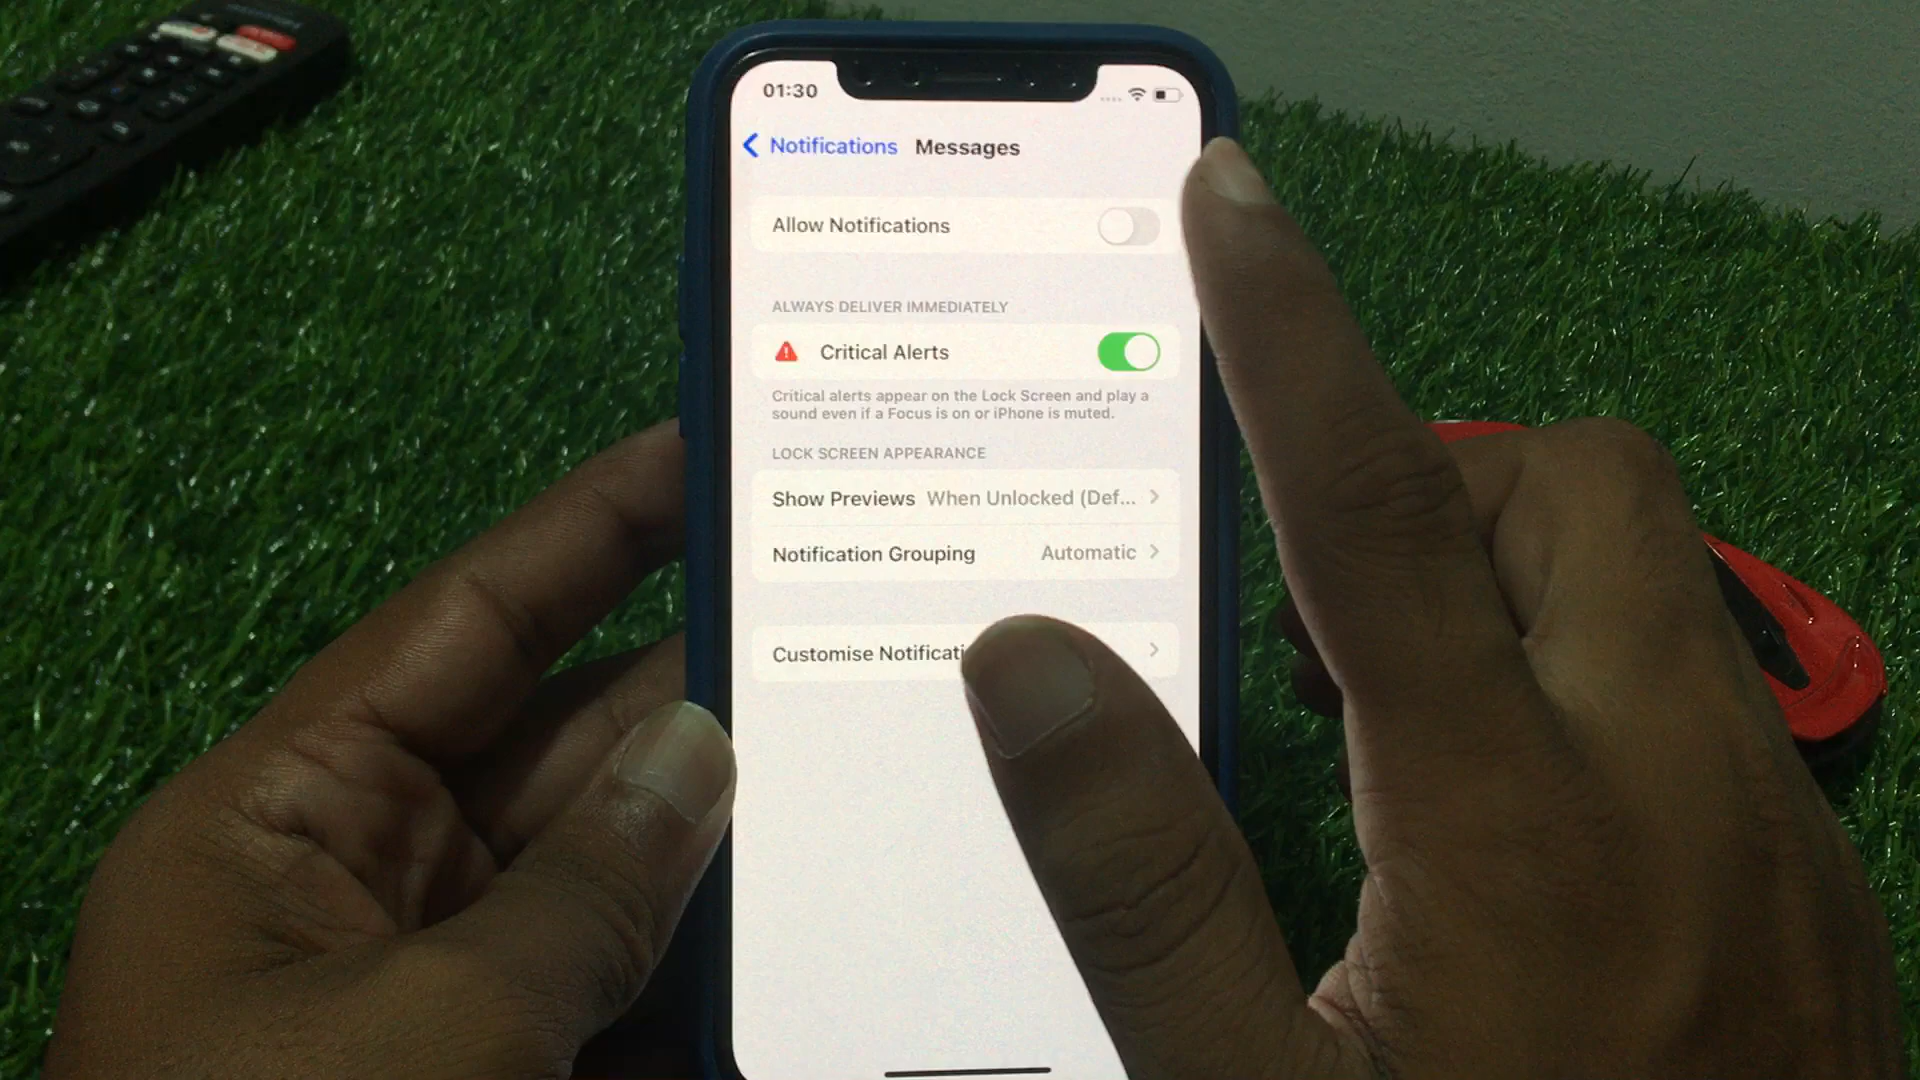 01:30
Notifications Messages
Allow Notifications
ALWAYS DELIVER IMMEDIATELY
Critical Alerts
Critical alerts appear on the Lock Screen and play a
sound even if a Focus is on or iPhone is muted.
LOCK SCREEN APPEARANCE
Show Previews When Unlocked (Def...
Notification Grouping Automatic
Customise